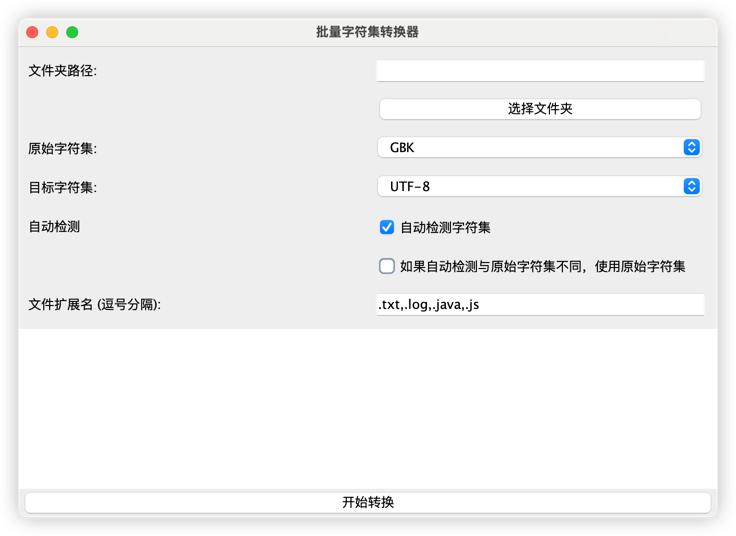 批量字符集转换器
文件夹路径:
选择文件夹
原始字符集:
GBK
目标字符集:
UTF-8
自动检测
自动检测字符集
如果自动检测与原始字符集不同，使用原始字符集
文件扩展名 (逗号分隔):
.txt,.log,.java,.js
开始转换